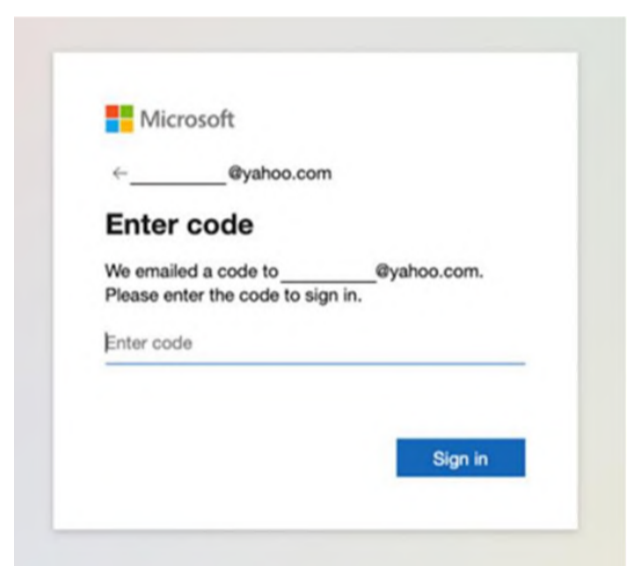 Microsoft
← _________@yahoo.com
Enter code
We emailed a code to _________@yahoo.com.
Please enter the code to sign in.
Enter code
Sign in